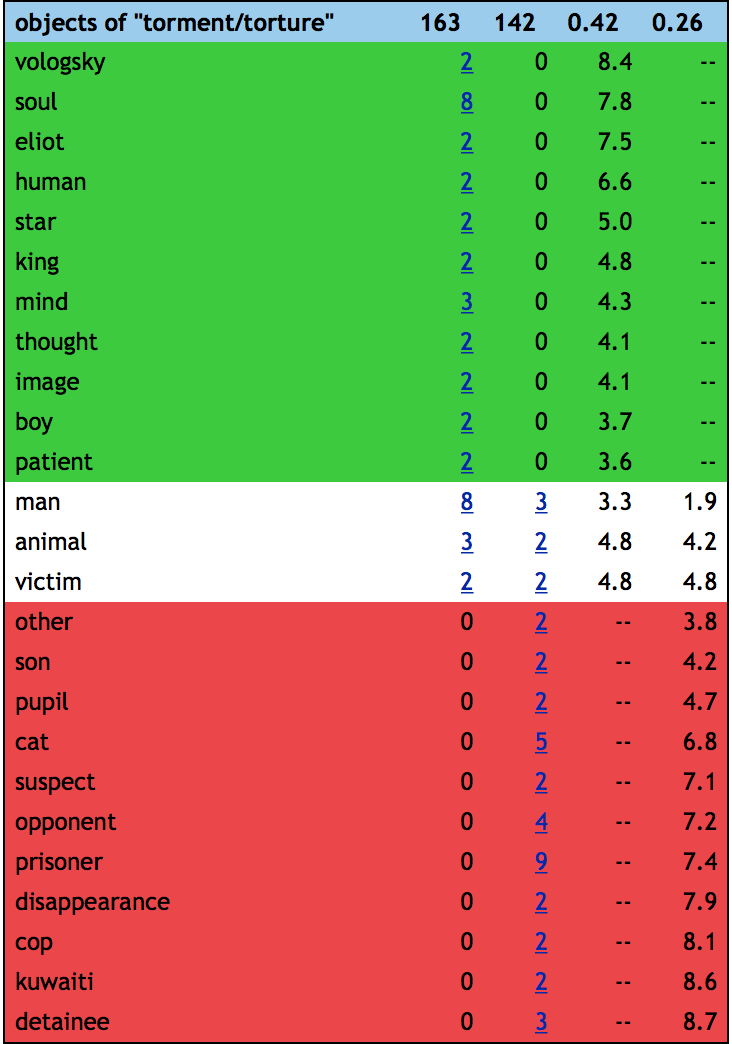 objects of "torment/torture" 163 142 0.42 0.26
vologsky 2 0 8.4 --
soul 8 0 7.8 --
eliot 2 0 7.5 --
human 2 0 6.6 --
star 2 0 5.0 --
king 2 0 4.8 --
mind 3 0 4.3 --
thought 2 0 4.1 --
image 2 0 4.1 --
boy 2 0 3.7 --
patient 2 0 3.6 --
man 8 3 3.3 1.9
animal 3 2 4.8 4.2
victim 2 2 4.8 4.8
other 0 2 -- 3.8
son 0 2 -- 4.2
pupil 0 2 -- 4.7
cat 0 5 -- 6.8
suspect 0 2 -- 7.1
opponent 0 4 -- 7.2
prisoner 0 9 -- 7.4
disappearance 0 2 -- 7.9
cop 0 2 -- 8.1
kuwaiti 0 2 -- 8.6
detainee 0 3 -- 8.7